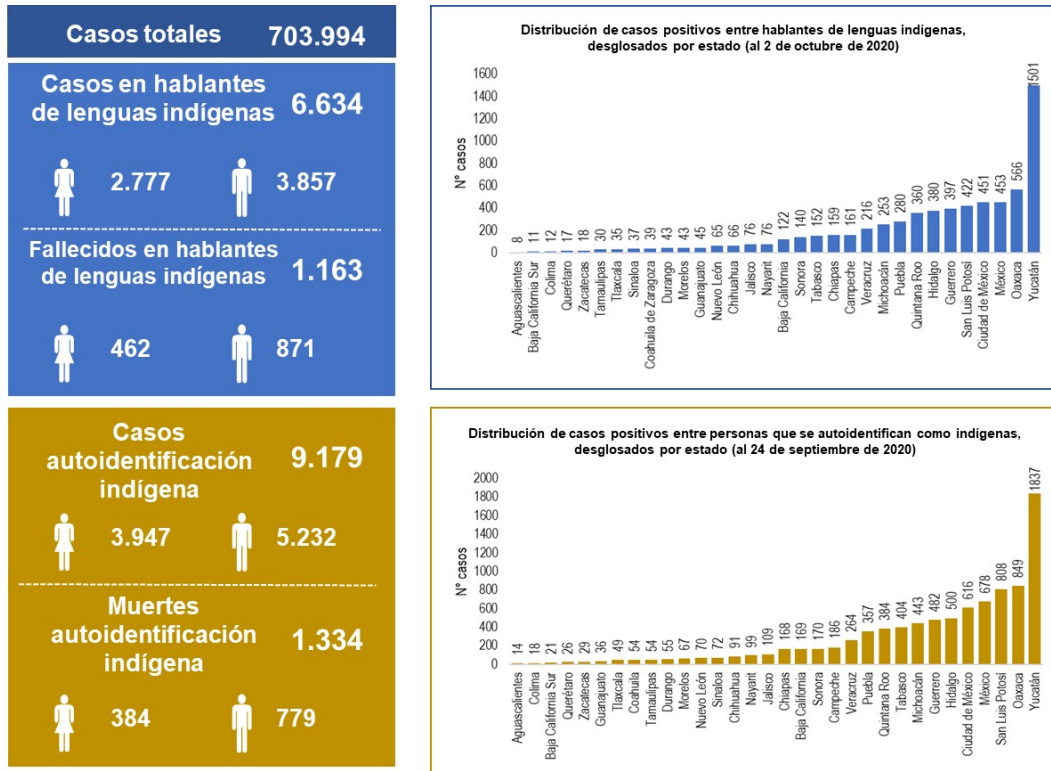 Casos totales 703.994
Casos en hablantes
de lenguas indígenas 6.634
2.777 3.857
Fallecidos en hablantes
de lenguas indígenas 1.163
462 871
Distribución de casos positivos entre hablantes de lenguas indígenas,
desglosados por estado (al 2 de octubre de 2020)
N° casos
1600
1400
1200
1000
800
600
400
200
0
8 11 12 17 18 30 35 37 39 43 43 45 65 66 76 76 122 140 152 159 161 216 253 280 360 380 397 422 451 453 566 1501
Aguascalientes
Baja California Sur
Colima
Querétaro
Zacatecas
Tamaulipas
Tlaxcala
Sinaloa
Coahuila de Zaragoza
Durango
Morelos
Guanajuato
Nuevo León
Chihuahua
Jalisco
Nayarit
Baja California
Sonora
Tabasco
Chiapas
Campeche
Veracruz
Michoacán
Puebla
Quintana Roo
Hidalgo
Guerrero
San Luis Potosí
Ciudad de México
México
Oaxaca
Yucatán
Casos
autoidentificación
indígena
9.179
3.947 5.232
Muertes
autoidentificación
indígena
1.334
384 779
Distribución de casos positivos entre personas que se autoidentifican como indígenas,
desglosados por estado (al 24 de septiembre de 2020)
N° casos
2000
1800
1600
1400
1200
1000
800
600
400
200
0
14 18 21 26 29 36 49 54 54 55 67 70 72 91 99 109 168 169 170 186 264 357 384 404 443 482 500 616 678 808 849 1837
Aguascalientes
Colima
Baja California Sur
Querétaro
Zacatecas
Guanajuato
Tlaxcala
Coahuila
Tamaulipas
Durango
Morelos
Nuevo León
Sinaloa
Chihuahua
Nayarit
Jalisco
Chiapas
Baja California
Sonora
Campeche
Veracruz
Puebla
Quintana Roo
Tabasco
Michoacán
Guerrero
Hidalgo
Ciudad de México
México
San Luis Potosí
Oaxaca
Yucatán